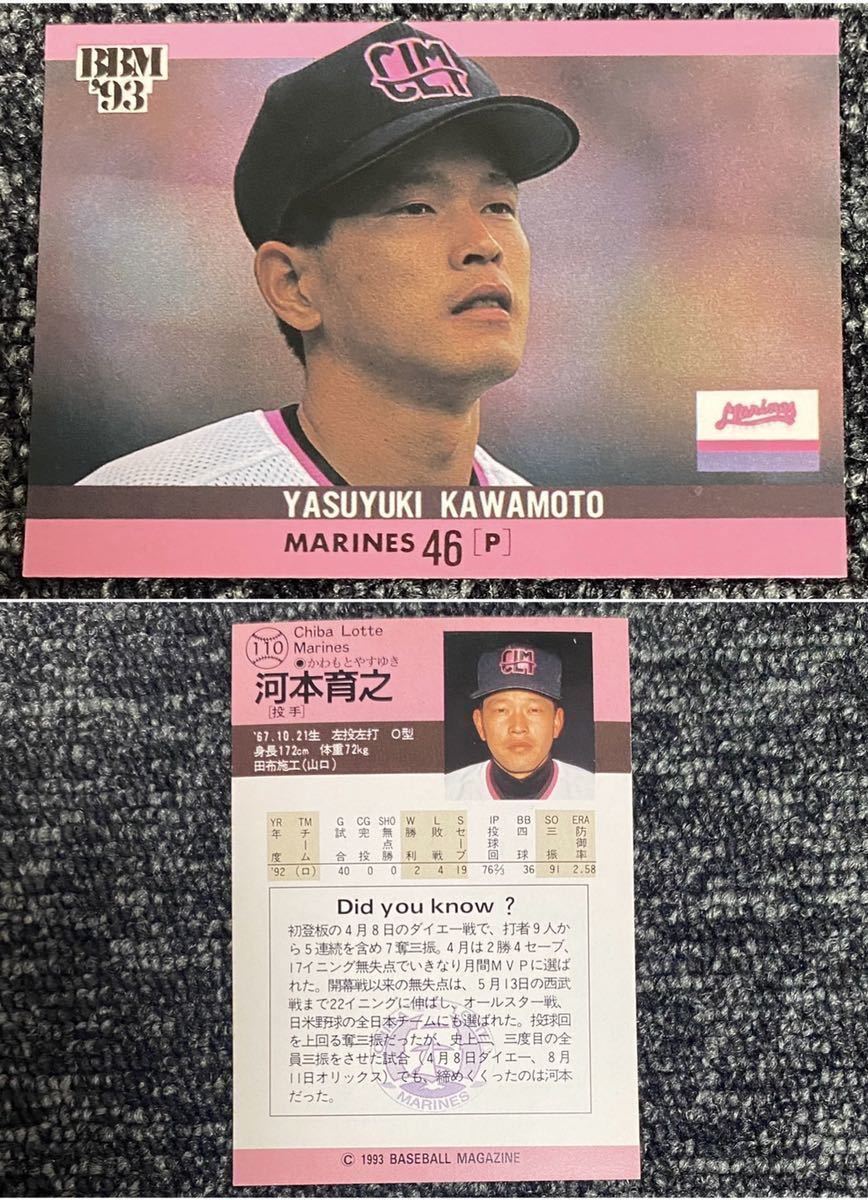 BBM
'93
CLM
Marines
YASUYUKI KAWAMOTO
MARINES 46 [P]
110
Chiba Lotte
Marines
●かわもとやすゆき
河本育之
[投手]
'67.10.21生 左投左打 O型
身長172cm 体重72kg
田布施工(山口)
YR TM G CG SHO W L S IP BB SO ERA
年度 チーム 試合 完投 無点勝 勝利 敗戦 セーブ 投球回 四球 三振 防御率
'92 (ロ) 40 0 0 2 4 19 76⅔ 36 91 2.58
Did you know ?
初登板の4月8日のダイエー戦で、打者9人か
ら5連続を含め7奪三振。4月は2勝4セーブ、
17イニング無失点でいきなり月間MVPに選ば
れた。開幕戦以来の無失点は、5月13日の西武
戦まで22イニングに伸ばし、オールスター戦、
日米野球の全日本チームにも選ばれた。投球回
を上回る奪三振だったが、史上二、三度目の全
員三振をさせた試合(4月8日ダイエー、8月
11日オリックス)でも、締めくくったのは河本
だった。
MARINES
© 1993 BASEBALL MAGAZINE